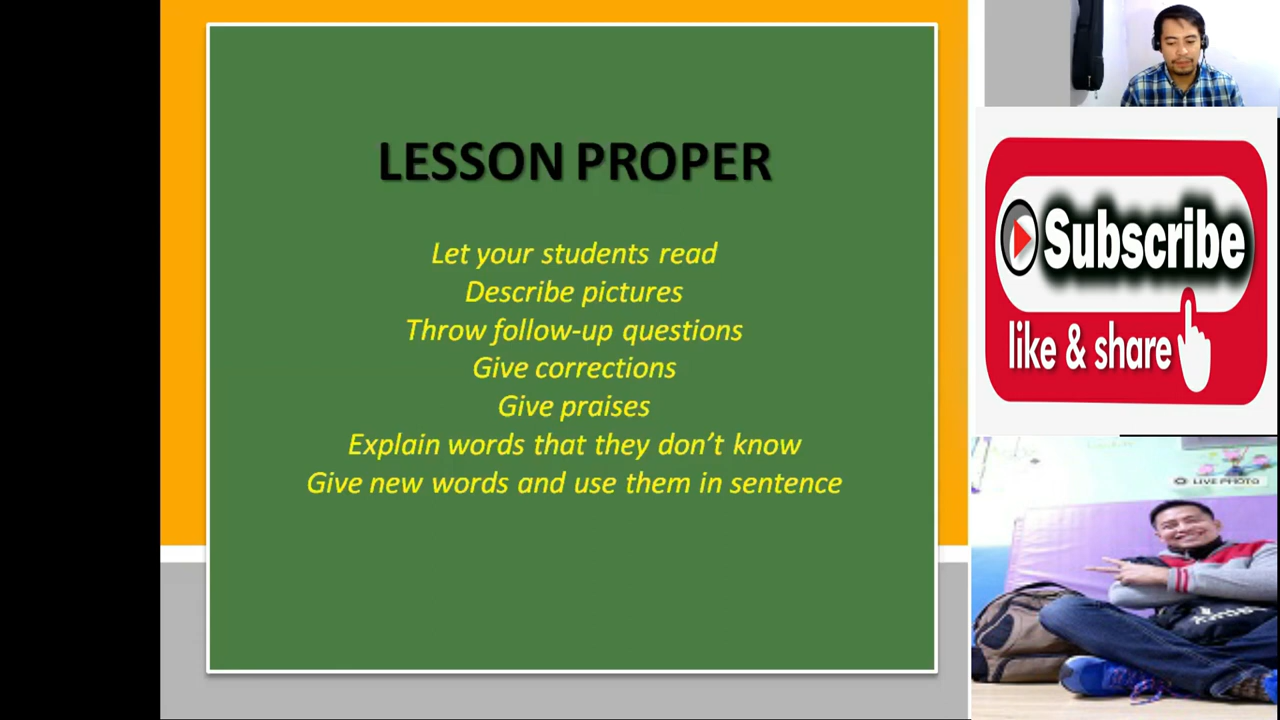 LESSON PROPER
Let your students read
Describe pictures
Throw follow-up questions
Give corrections
Give praises
Explain words that they don't know
Give new words and use them in sentence
Subscribe
like & share
LIVE PHOTO